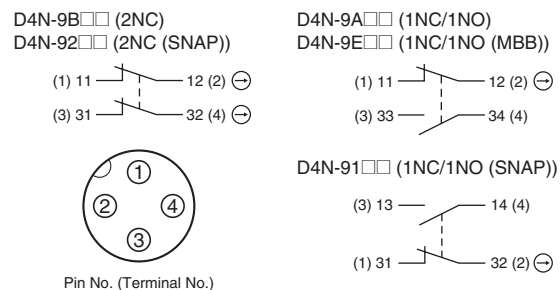 D4N-9B□□ (2NC)
D4N-92□□ (2NC (SNAP))
(1) 11 12 (2)
(3) 31 32 (4)
1
2 4
3
Pin No. (Terminal No.)
D4N-9A□□ (1NC/1NO)
D4N-9E□□ (1NC/1NO (MBB))
(1) 11 12 (2)
(3) 33 34 (4)
D4N-91□□ (1NC/1NO (SNAP))
(3) 13 14 (4)
(1) 31 32 (2)